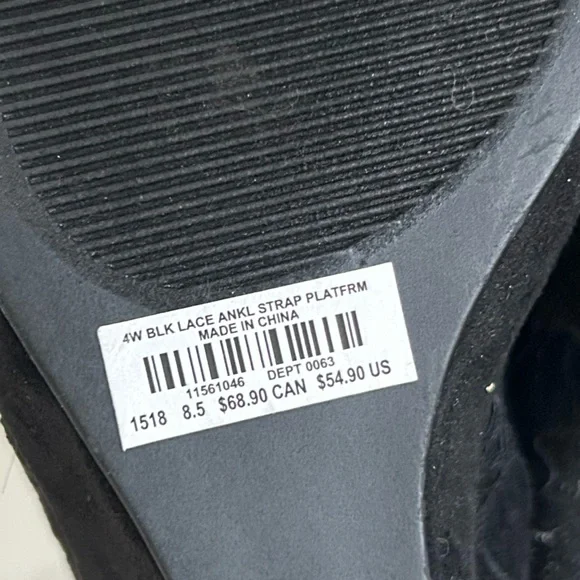 4W BLK LACE ANKL STRAP PLATFRM
MADE IN CHINA
11561046 DEPT 0063
1518 8.5 $68.90 CAN $54.90 US